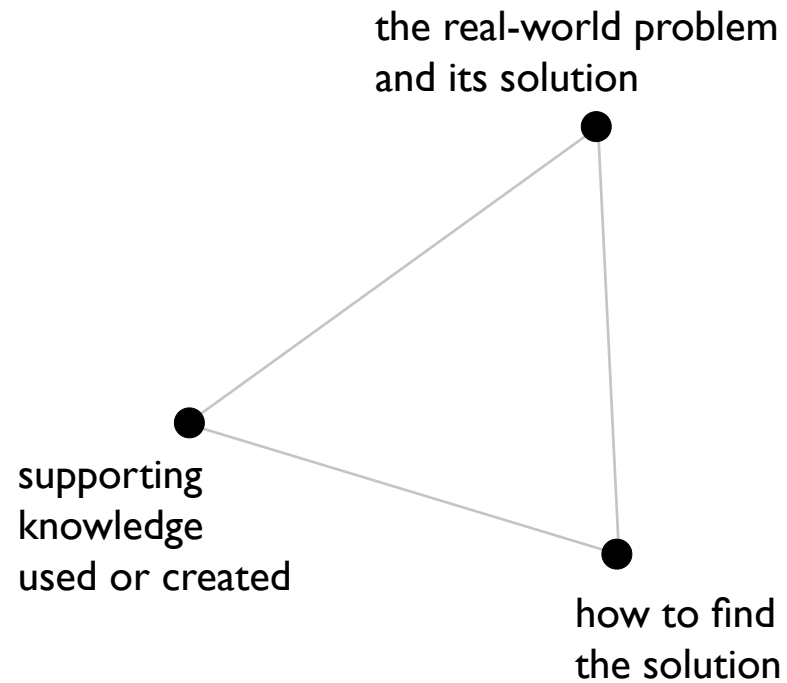 the real-world problem
and its solution
supporting
knowledge
used or created
how to find
the solution